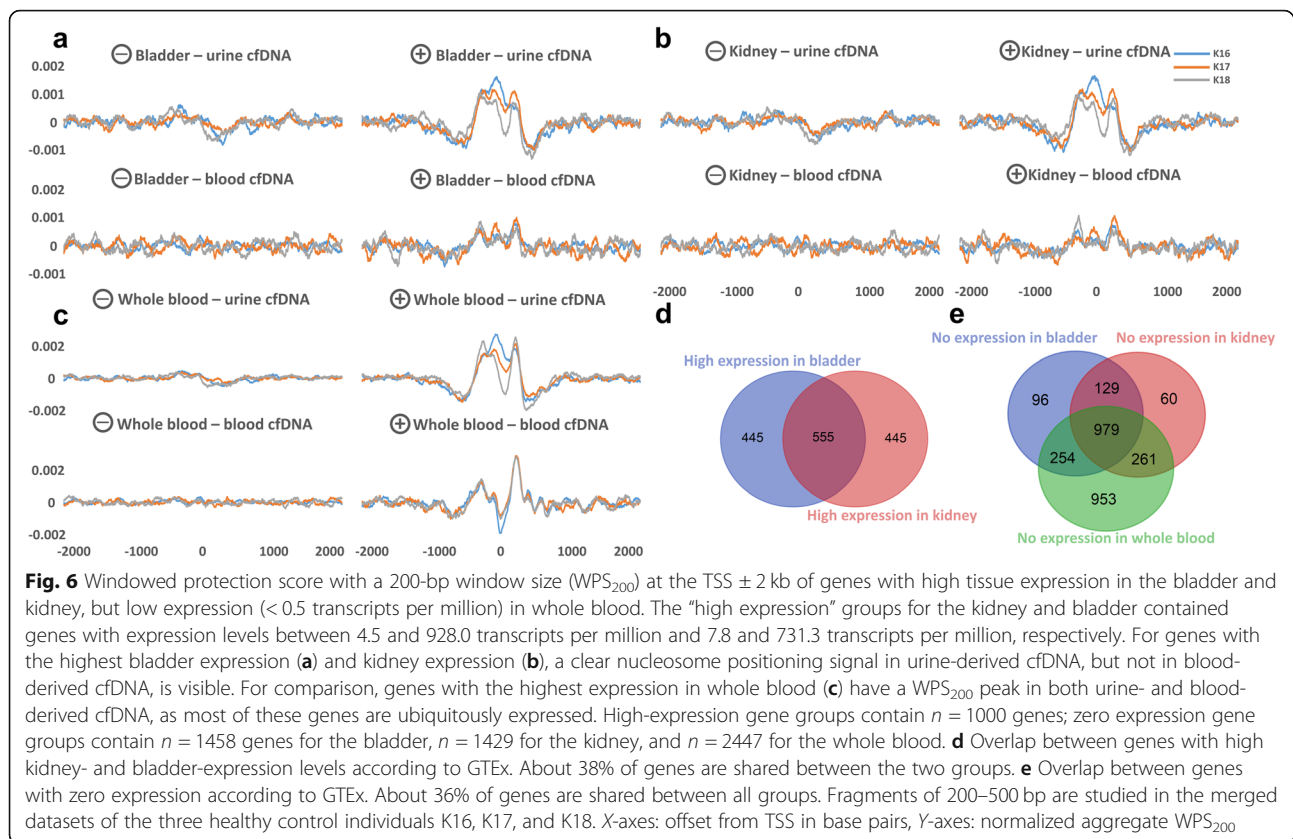 a
b
⊖ Bladder – urine cfDNA
⊕ Bladder – urine cfDNA
⊖ Kidney – urine cfDNA
⊕ Kidney – urine cfDNA
K16
K17
K18
0.002
0.001
0
-0.001
⊖ Bladder – blood cfDNA
⊕ Bladder – blood cfDNA
⊖ Kidney – blood cfDNA
⊕ Kidney – blood cfDNA
0.002
0.001
0
-0.001
-2000 -1000 0 1000 2000
-2000 -1000 0 1000 2000
c
⊖ Whole blood – urine cfDNA
⊕ Whole blood – urine cfDNA
0.002
0
-0.002
⊖ Whole blood – blood cfDNA
⊕ Whole blood – blood cfDNA
0.002
0
-0.002
-2000 -1000 0 1000 2000
-2000 -1000 0 1000 2000
d
High expression in bladder
445
555
445
High expression in kidney
e
No expression in bladder
No expression in kidney
96
129
60
979
254
261
953
No expression in whole blood
Fig. 6 Windowed protection score with a 200-bp window size (WPS200) at the TSS ± 2 kb of genes with high tissue expression in the bladder and
kidney, but low expression (< 0.5 transcripts per million) in whole blood. The “high expression” groups for the kidney and bladder contained
genes with expression levels between 4.5 and 928.0 transcripts per million and 7.8 and 731.3 transcripts per million, respectively. For genes with
the highest bladder expression (a) and kidney expression (b), a clear nucleosome positioning signal in urine-derived cfDNA, but not in blood-
derived cfDNA, is visible. For comparison, genes with the highest expression in whole blood (c) have a WPS200 peak in both urine- and blood-
derived cfDNA, as most of these genes are ubiquitously expressed. High-expression gene groups contain n = 1000 genes; zero expression gene
groups contain n = 1458 genes for the bladder, n = 1429 for the kidney, and n = 2447 for the whole blood. d Overlap between genes with high
kidney- and bladder-expression levels according to GTEx. About 38% of genes are shared between the two groups. e Overlap between genes
with zero expression according to GTEx. About 36% of genes are shared between all groups. Fragments of 200–500 bp are studied in the merged
datasets of the three healthy control individuals K16, K17, and K18. X-axes: offset from TSS in base pairs, Y-axes: normalized aggregate WPS200